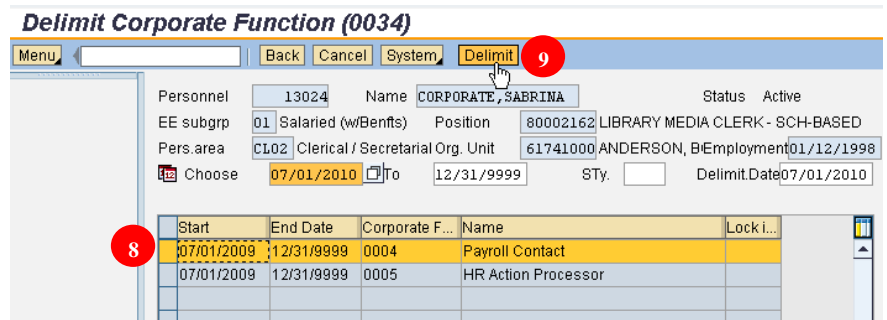 Delimit Corporate Function (0034)
Menu Back Cancel System Delimit 9
Personnel 13024 Name CORPORATE,SABRINA Status Active
EE subgrp 01 Salaried (w/Benfts) Position 80002162 LIBRARY MEDIA CLERK - SCH-BASED
Pers.area CL02 Clerical / Secretarial Org. Unit 61741000 ANDERSON, Employment 01/12/1998
Choose 07/01/2010 To 12/31/9999 STy. Delimit.Date 07/01/2010
Start End Date Corporate F... Name Lock i...
8 07/01/2009 12/31/9999 0004 Payroll Contact
07/01/2009 12/31/9999 0005 HR Action Processor